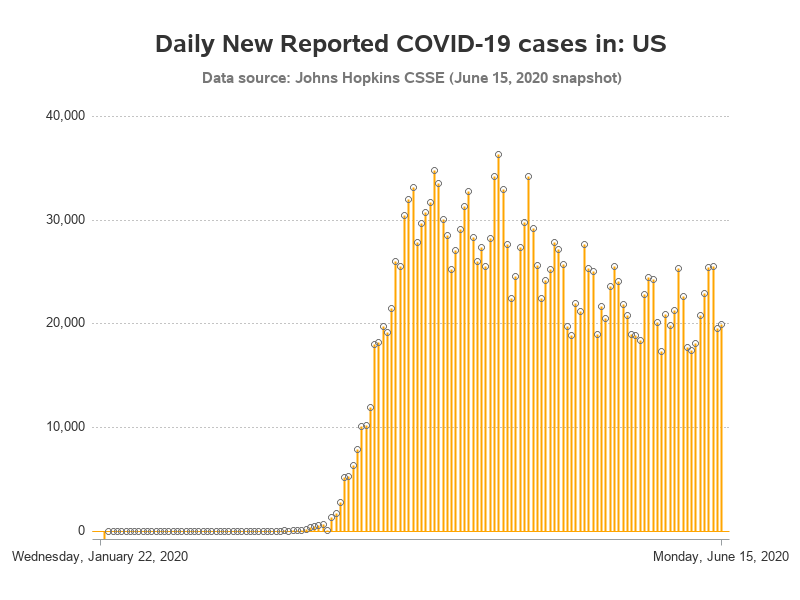 Daily New Reported COVID-19 cases in: US
Data source: Johns Hopkins CSSE (June 15, 2020 snapshot)
40,000
30,000
20,000
10,000
0
Wednesday, January 22, 2020
Monday, June 15, 2020